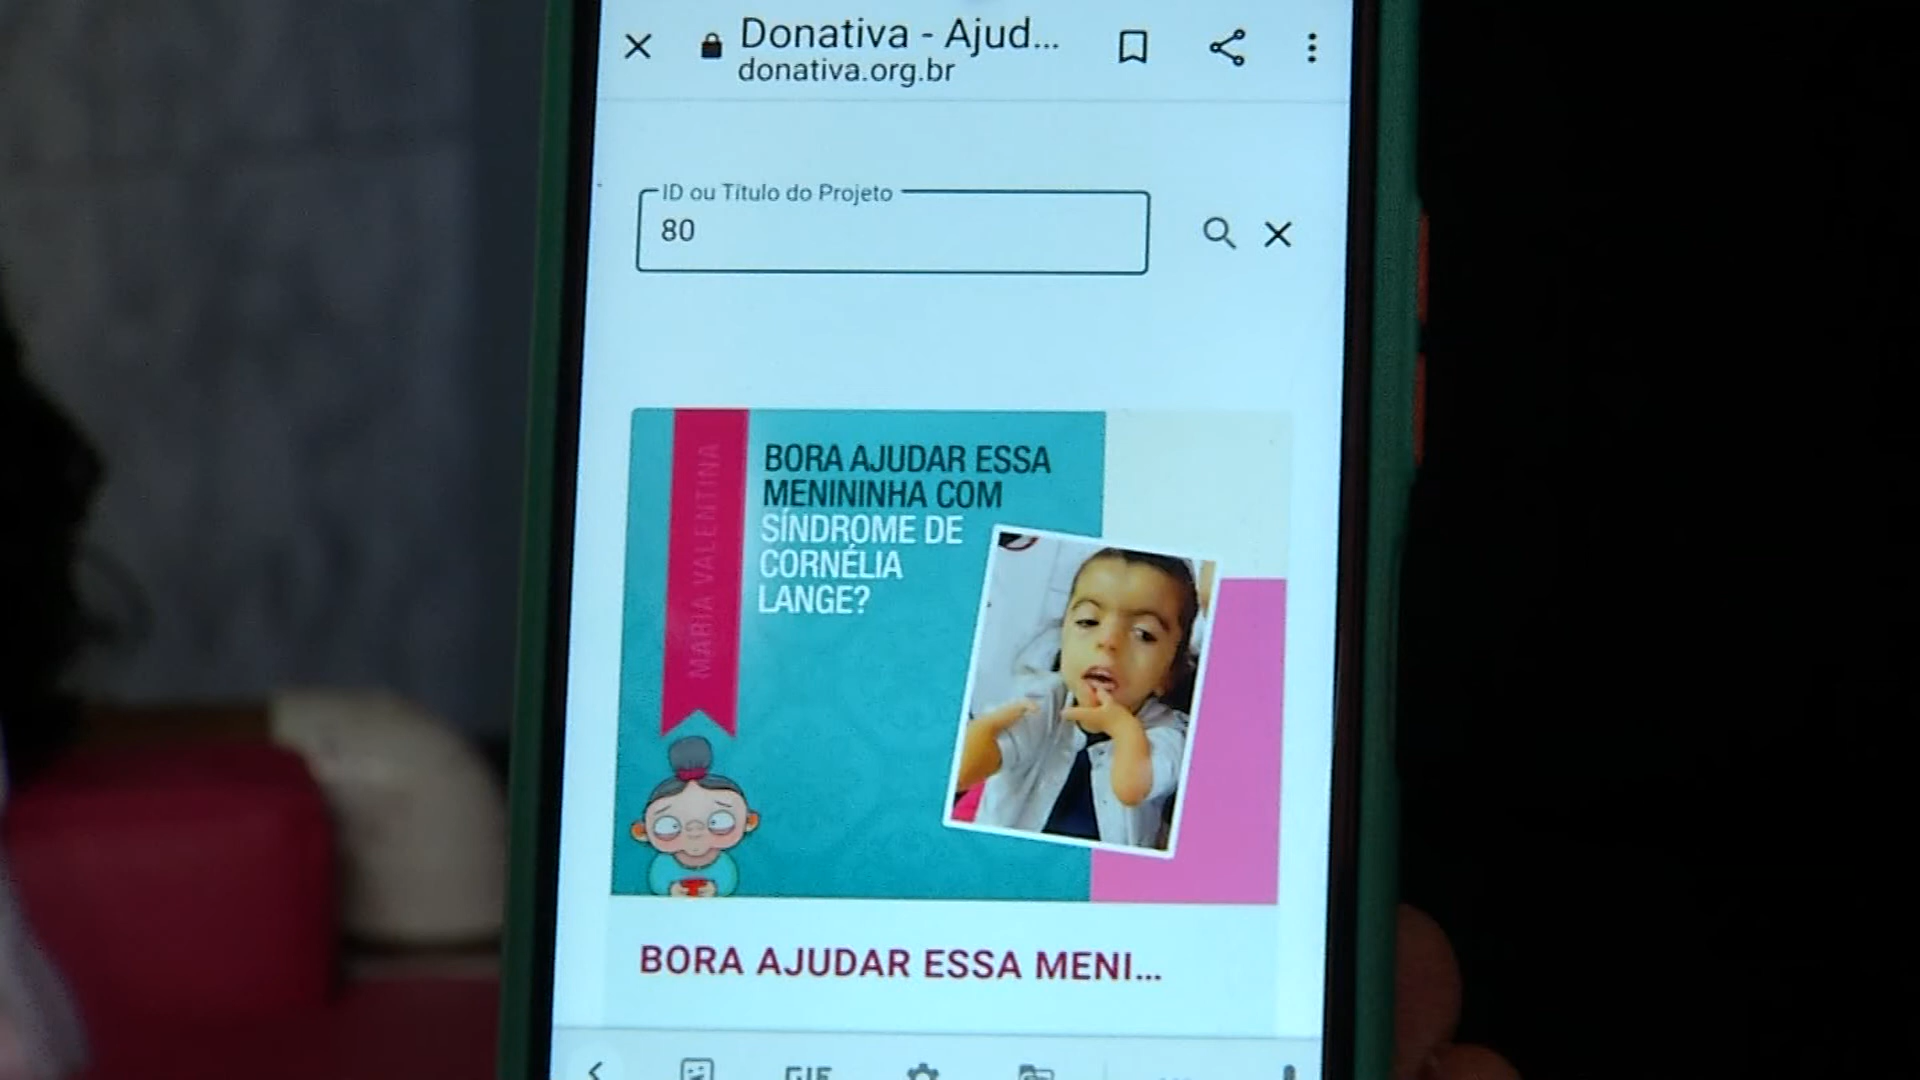 Donativa - Ajud...
donativa.org.br
ID ou Título do Projeto
80
MARIA VALENTINA
BORA AJUDAR ESSA
MENININHA COM
SÍNDROME DE
CORNÉLIA
LANGE?
BORA AJUDAR ESSA MENI...
GIF